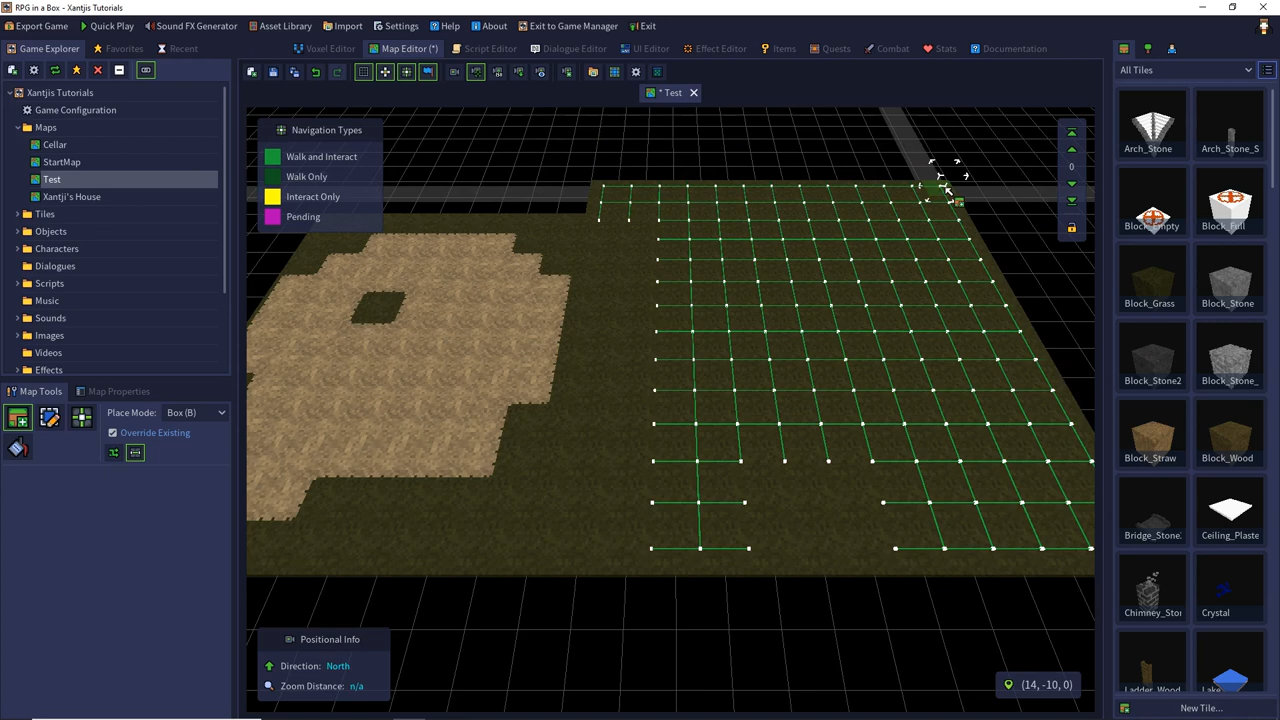 RPG in a Box - Xantjis Tutorials
Export Game
Quick Play
Sound FX Generator
Asset Library
Import
Settings
Help
About
Exit to Game Manager
Exit
Game Explorer
Favorites
Recent
Voxel Editor
Map Editor (*)
Script Editor
Dialogue Editor
UI Editor
Effect Editor
Items
Quests
Combat
Stats
Documentation
* Test
Xantjis Tutorials
Game Configuration
Maps
Cellar
StartMap
Test
Xantji's House
Tiles
Objects
Characters
Dialogues
Scripts
Music
Sounds
Images
Videos
Effects
Map Tools
Map Properties
Place Mode:
Box (B)
Override Existing
Navigation Types
Walk and Interact
Walk Only
Interact Only
Pending
0
Positional Info
Direction: North
Zoom Distance: n/a
(14, -10, 0)
All Tiles
Arch_Stone
Arch_Stone_S
Block_Empty
Block_Full
Block_Grass
Block_Stone
Block_Stone2
Block_Stone_
Block_Straw
Block_Wood
Bridge_Stone
Ceiling_Plaste
Chimney_Sto
Crystal
Ladder_Wood
Lake
New Tile...